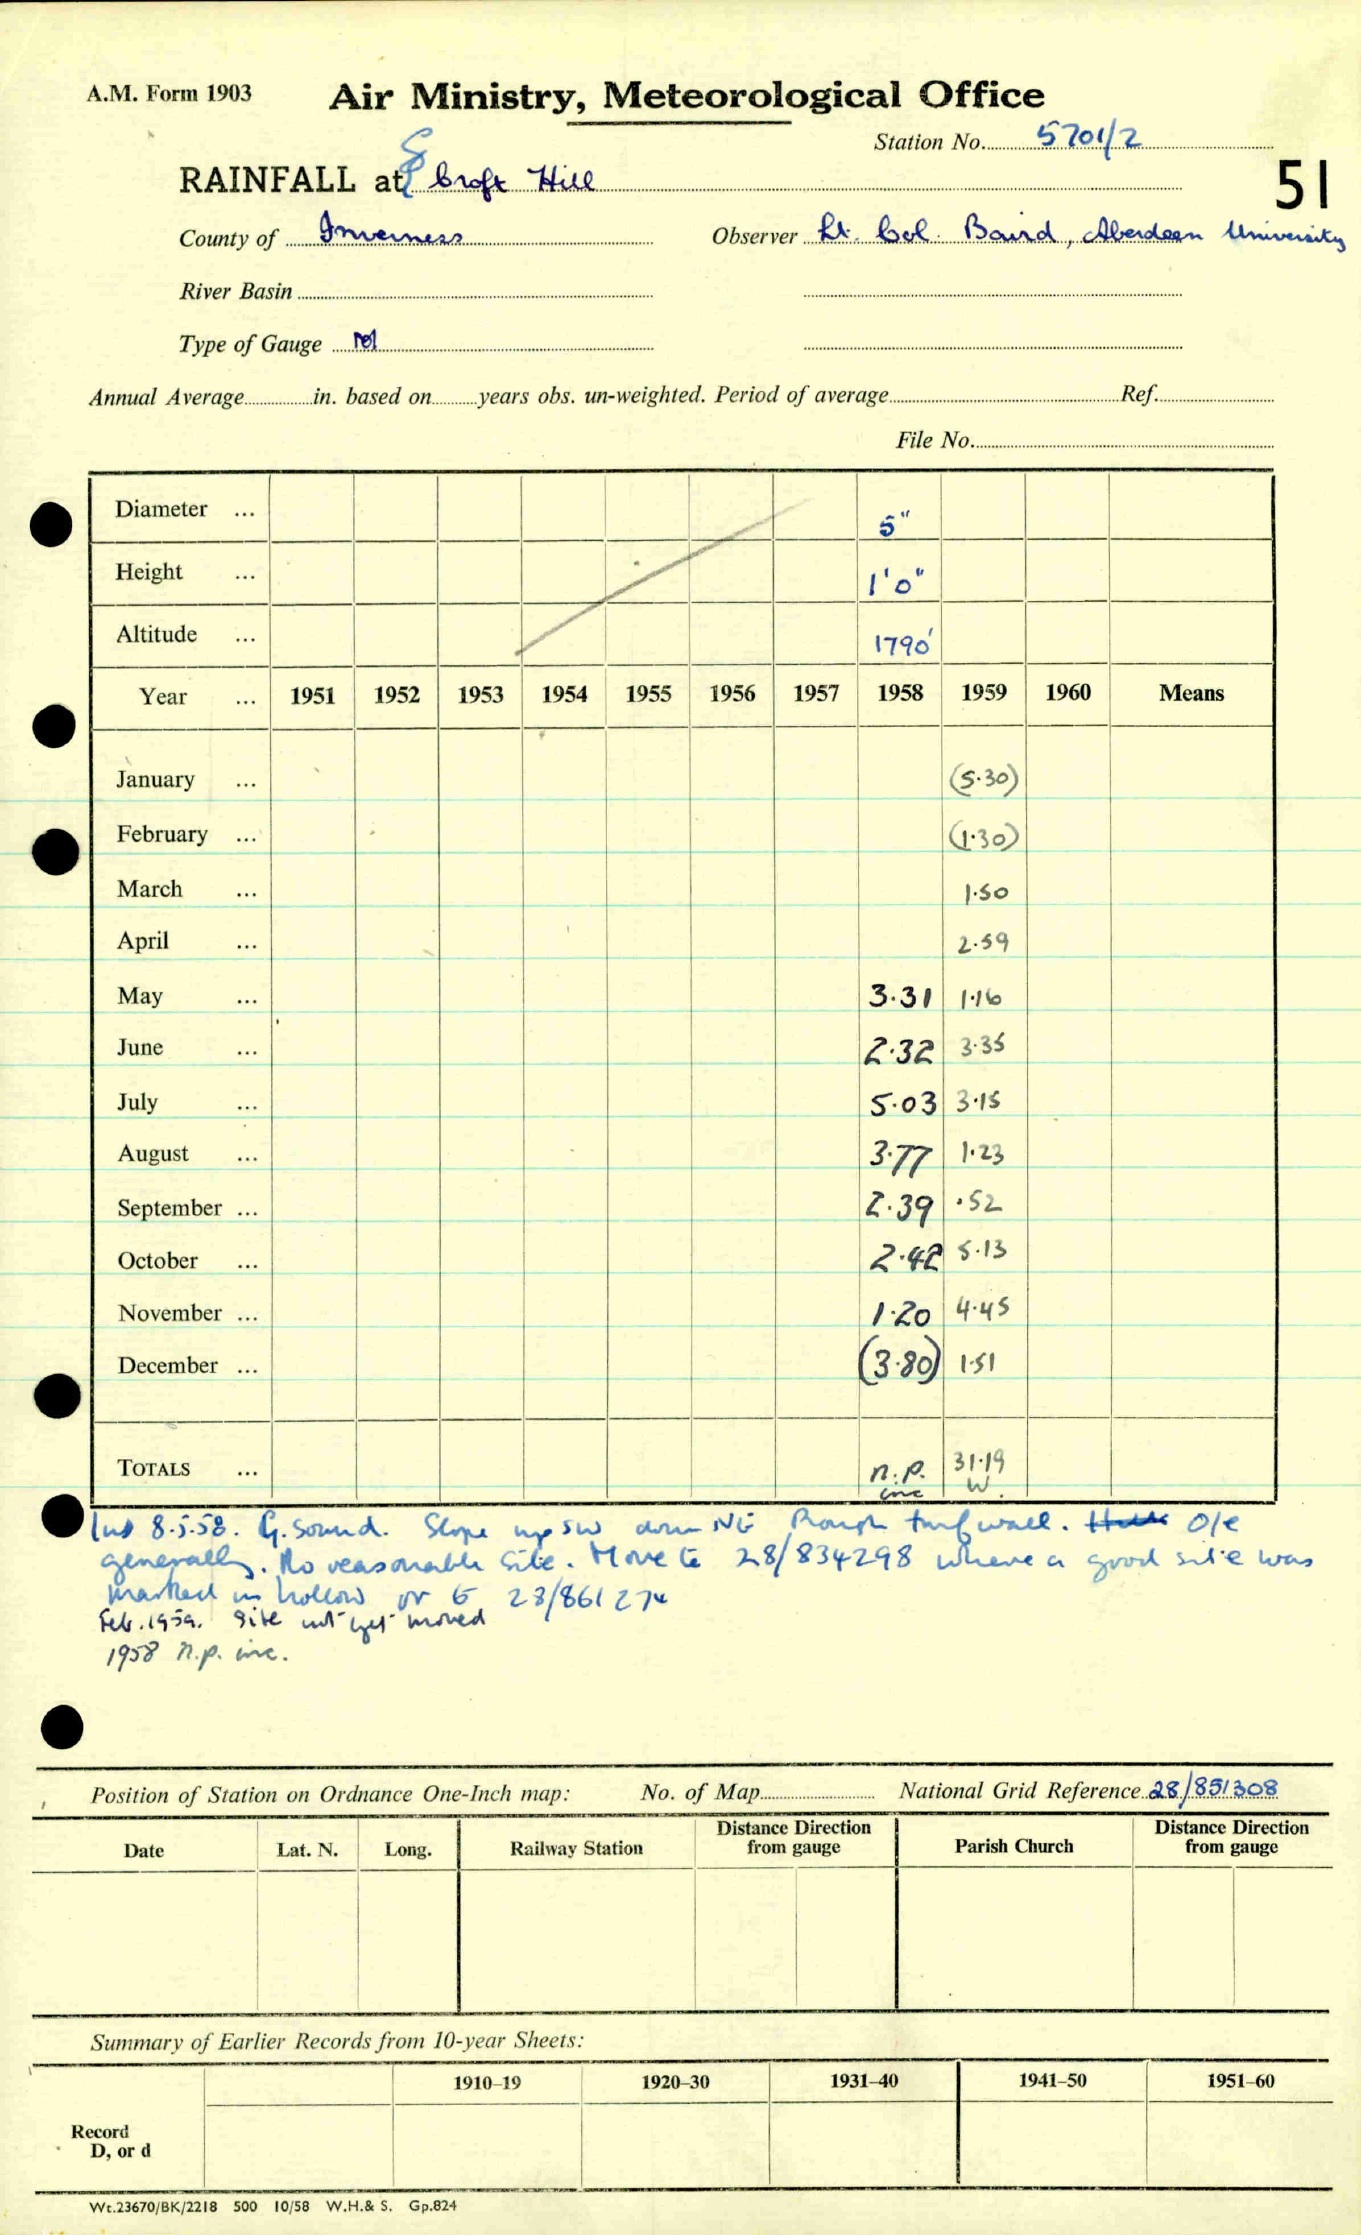 A.M. Form 1903 Air Ministry, Meteorological Office
Station No. 5701/2
RAINFALL at Croft Hill 51
County of Inverness Observer Lt. Col. Baird, Aberdeen University
River Basin
Type of Gauge
Annual Average in. based on years obs. un-weighted. Period of average Ref.
File No.
Diameter ... 5"
Height ... 1'0"
Altitude ... 1790'
Year ... 1951 1952 1953 1954 1955 1956 1957 1958 1959 1960 Means
January ... (5.30)
February ... (1.30)
March ... 1.50
April ... 2.59
May ... 3.31 1.16
June ... 2.32 3.35
July ... 5.03 3.15
August ... 3.77 1.23
September ... 2.39 .52
October ... 2.42 5.13
November ... 1.20 4.45
December ... (3.80) 1.51
TOTALS ... n.p. 31.19
inc W.
8.5.58. G. sound. Slope up SW down NE Rough turf wall. O/e
generally. No reasonable site. Move to 28/834298 where a good site was
marked in hollow or to 28/861274
Feb. 1959. Site not yet moved
1958 n.p. inc.
Position of Station on Ordnance One-Inch map: No. of Map National Grid Reference 28/851308
Date Lat. N. Long. Railway Station Distance Direction from gauge Parish Church Distance Direction from gauge
Summary of Earlier Records from 10-year Sheets:
1910–19 1920–30 1931–40 1941–50 1951–60
Record
D, or d
Wt.23670/BK/2218 500 10/58 W.H.& S. Gp.824